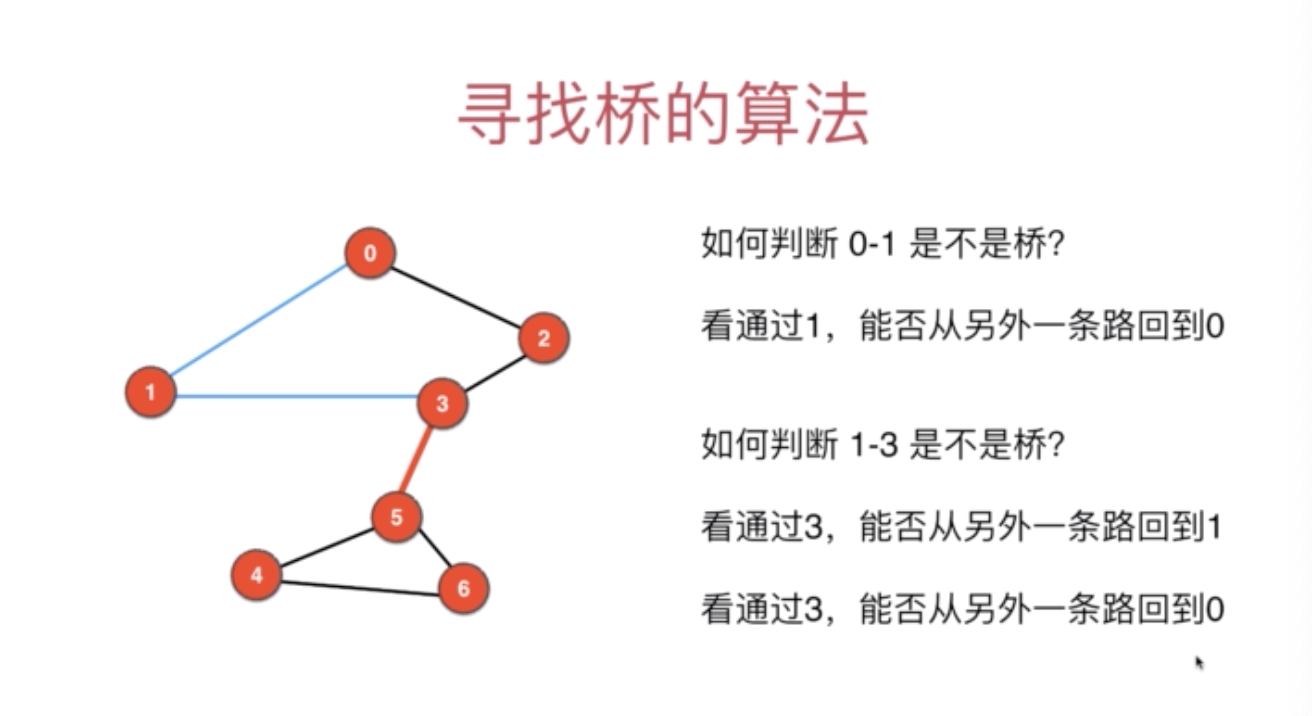 寻找桥的算法
0
如何判断 0-1 是不是桥?
看通过1，能否从另外一条路回到0
2
1
3
如何判断 1-3 是不是桥?
5
看通过3，能否从另外一条路回到1
4
6
看通过3，能否从另外一条路回到0